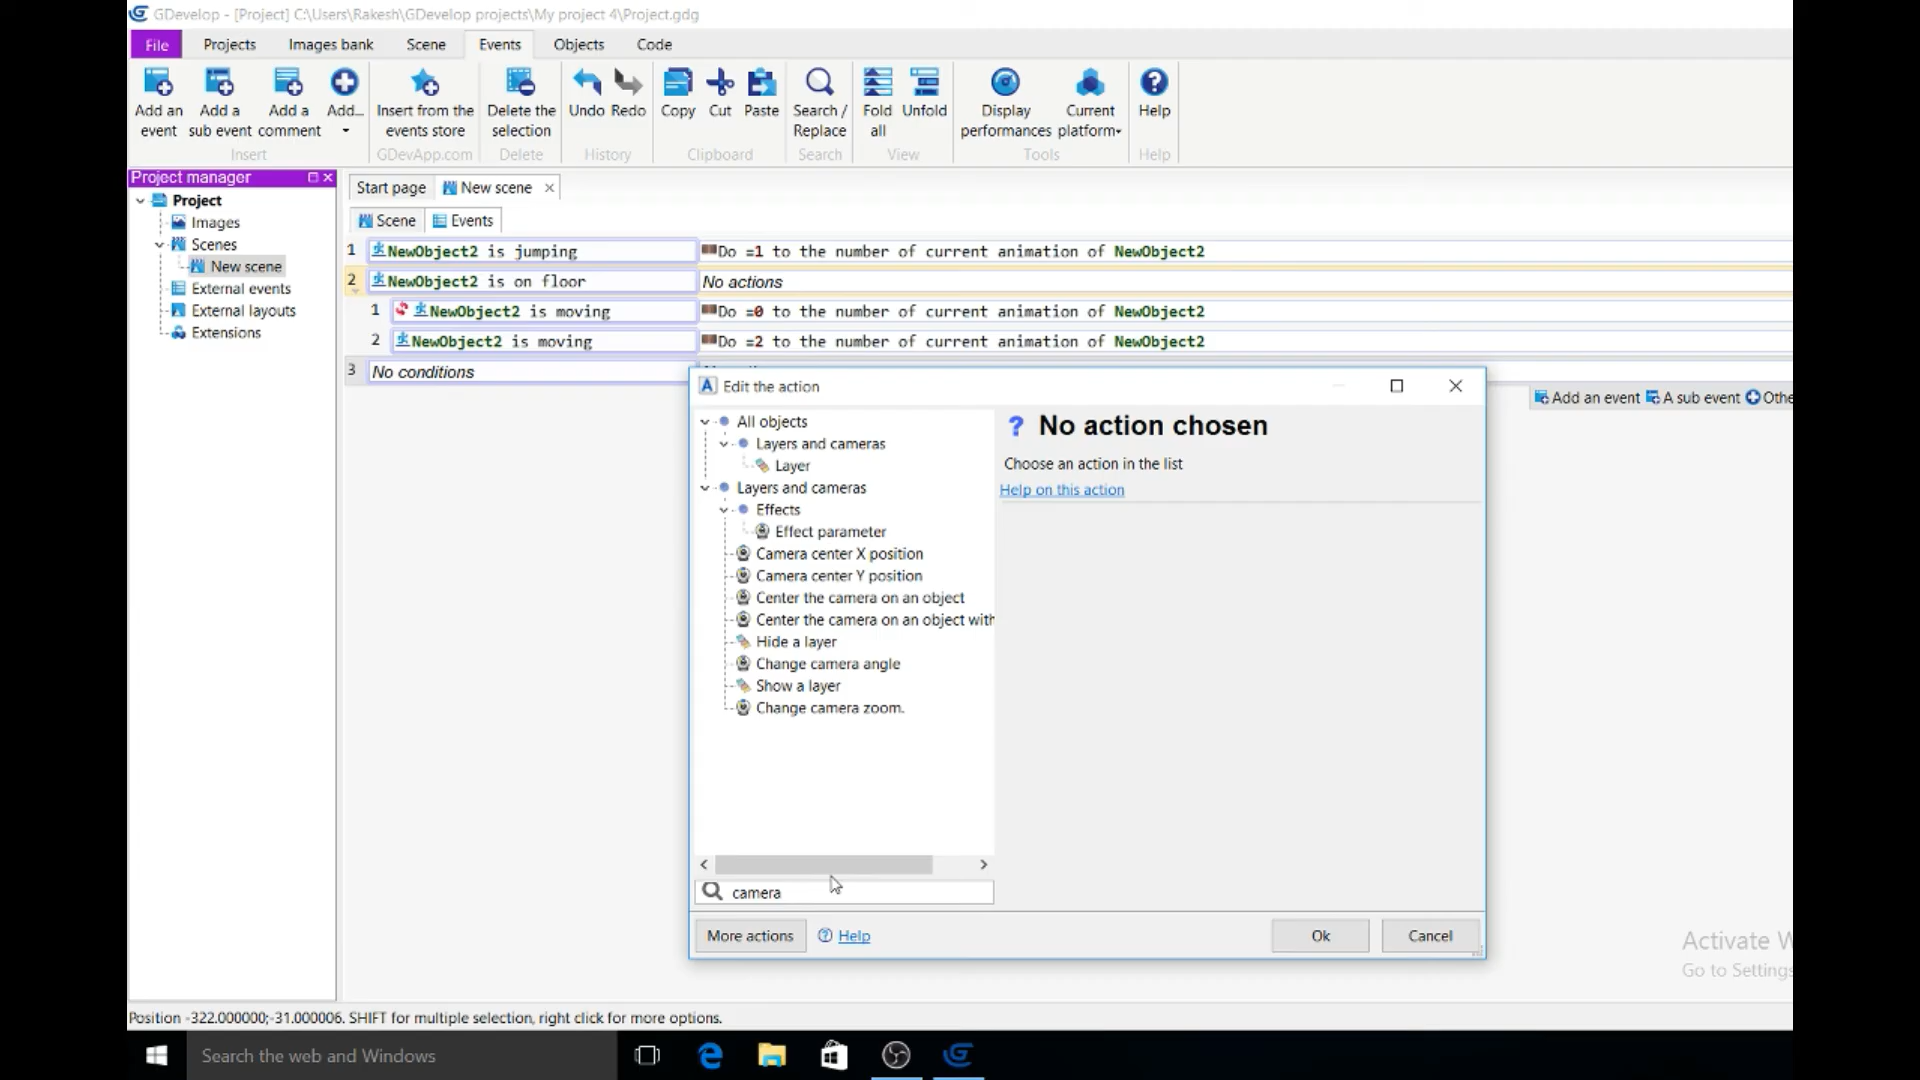 GDevelop - [Project] C:\Users\Rakesh\GDevelop projects\My project 4\Project.gdg
File Projects Images bank Scene Events Objects Code
Add an event
Add a sub event
Add a comment
Add...
Insert
Insert from the events store
GDevApp.com
Delete the selection
Delete
Undo Redo
History
Copy Cut Paste
Clipboard
Search / Replace
Search
Fold all
Unfold
View
Display performances
Current platform
Tools
Help
Help
Project manager
Project
Images
Scenes
New scene
External events
External layouts
Extensions
Start page New scene
Scene Events
1 NewObject2 is jumping Do =1 to the number of current animation of NewObject2
2 NewObject2 is on floor No actions
1 NewObject2 is moving Do =0 to the number of current animation of NewObject2
2 NewObject2 is moving Do =2 to the number of current animation of NewObject2
3 No conditions
Add an event A sub event Othe
Edit the action
All objects
Layers and cameras
Layer
Layers and cameras
Effects
Effect parameter
Camera center X position
Camera center Y position
Center the camera on an object
Center the camera on an object with
Hide a layer
Change camera angle
Show a layer
Change camera zoom.
camera
More actions Help
? No action chosen
Choose an action in the list
Help on this action
Ok Cancel
Activate W
Go to Settings
Position -322.000000;-31.000006. SHIFT for multiple selection, right click for more options.
Search the web and Windows